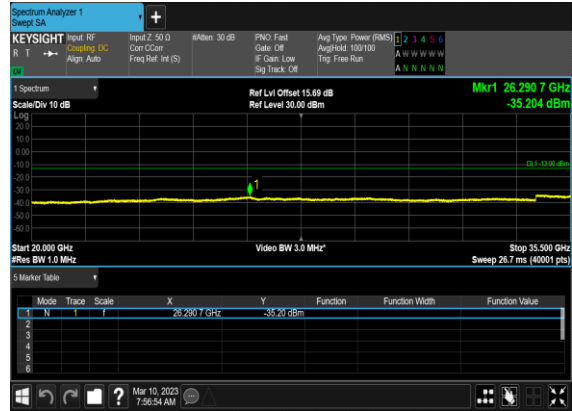 Spectrum Analyzer 1
Swept SA
+
KEYSIGHT Input: RF Input Z: 50 Ω #Atten: 30 dB PNO: Fast Avg Type: Power (RMS) 1 2 3 4 5 6
R T Coupling: DC Corr CCorr Gate: Off Avg|Hold: 100/100 A W W W W W
Align: Auto Freq Ref: Int (S) IF Gain: Low Trig: Free Run
LW Sig Track: Off A N N N N N
1 Spectrum Ref Lvl Offset 15.69 dB Mkr1 26.290 7 GHz
Scale/Div 10 dB Ref Level 30.00 dBm -35.204 dBm
Log
20.0
10.0
0.00
-10.0
DL1 -13.00 dBm
-20.0
1
-30.0
-40.0
-50.0
-60.0
Start 20.000 GHz Video BW 3.0 MHz* Stop 35.500 GHz
#Res BW 1.0 MHz Sweep 26.7 ms (40001 pts)
5 Marker Table
Mode Trace Scale X Y Function Function Width Function Value
1 N 1 f 26.290 7 GHz -35.20 dBm
2
3
4
5
6
? Mar 10, 2023
7:56:54 AM